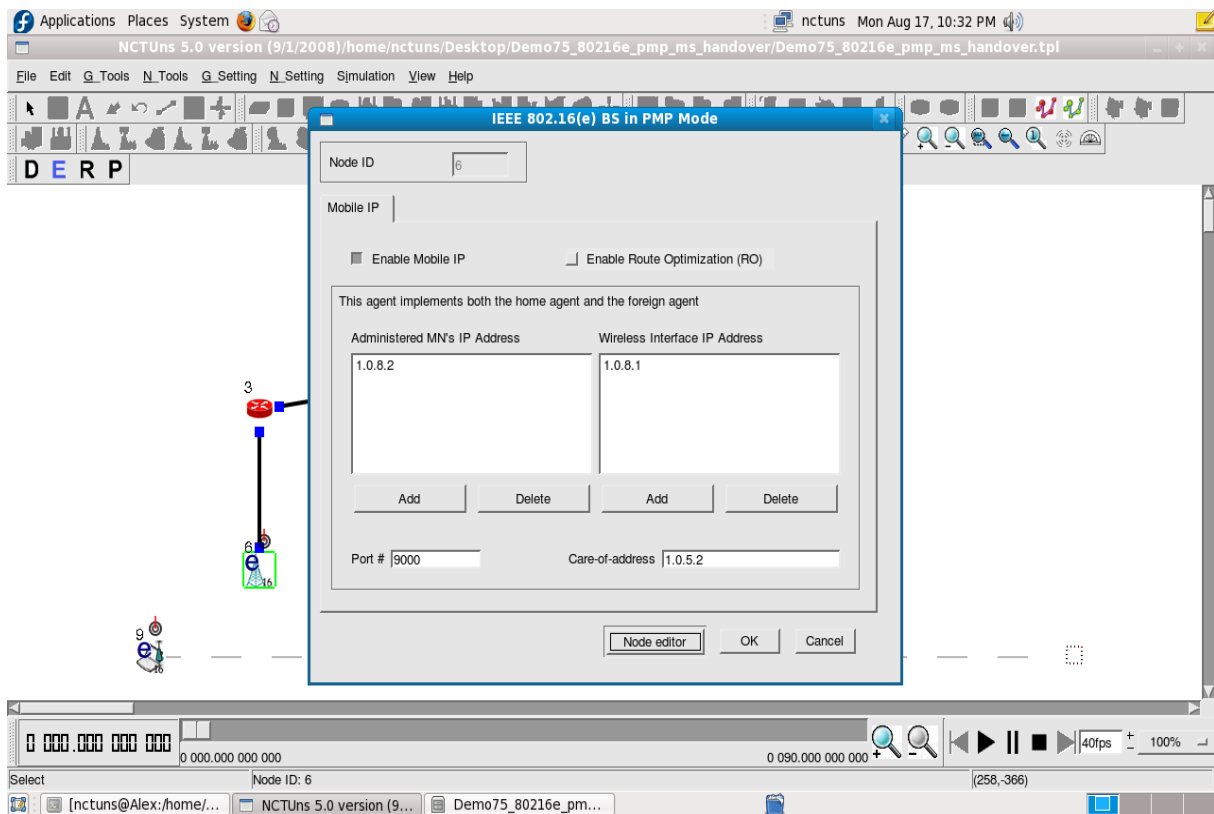 Applications Places System nctuns Mon Aug 17, 10:32 PM
NCTUns 5.0 version (9/1/2008)/home/nctuns/Desktop/Demo75_80216e_pmp_ms_handover/Demo75_80216e_pmp_ms_handover.tpl
File Edit G_Tools N_Tools G_Setting N_Setting Simulation View Help
A
D E R P
IEEE 802.16(e) BS in PMP Mode
Node ID 6
Mobile IP
Enable Mobile IP Enable Route Optimization (RO)
This agent implements both the home agent and the foreign agent
Administered MN's IP Address Wireless Interface IP Address
1.0.8.2 1.0.8.1
Add Delete Add Delete
Port # 9000 Care-of-address 1.0.5.2
Node editor OK Cancel
3
6
e
16
9
e
16
0 000.000 000 000
0 000.000 000 000 0 090.000 000 000
40fps 100%
Select Node ID: 6 (258,-366)
[nctuns@Alex:/home/... NCTUns 5.0 version (9... Demo75_80216e_pm...